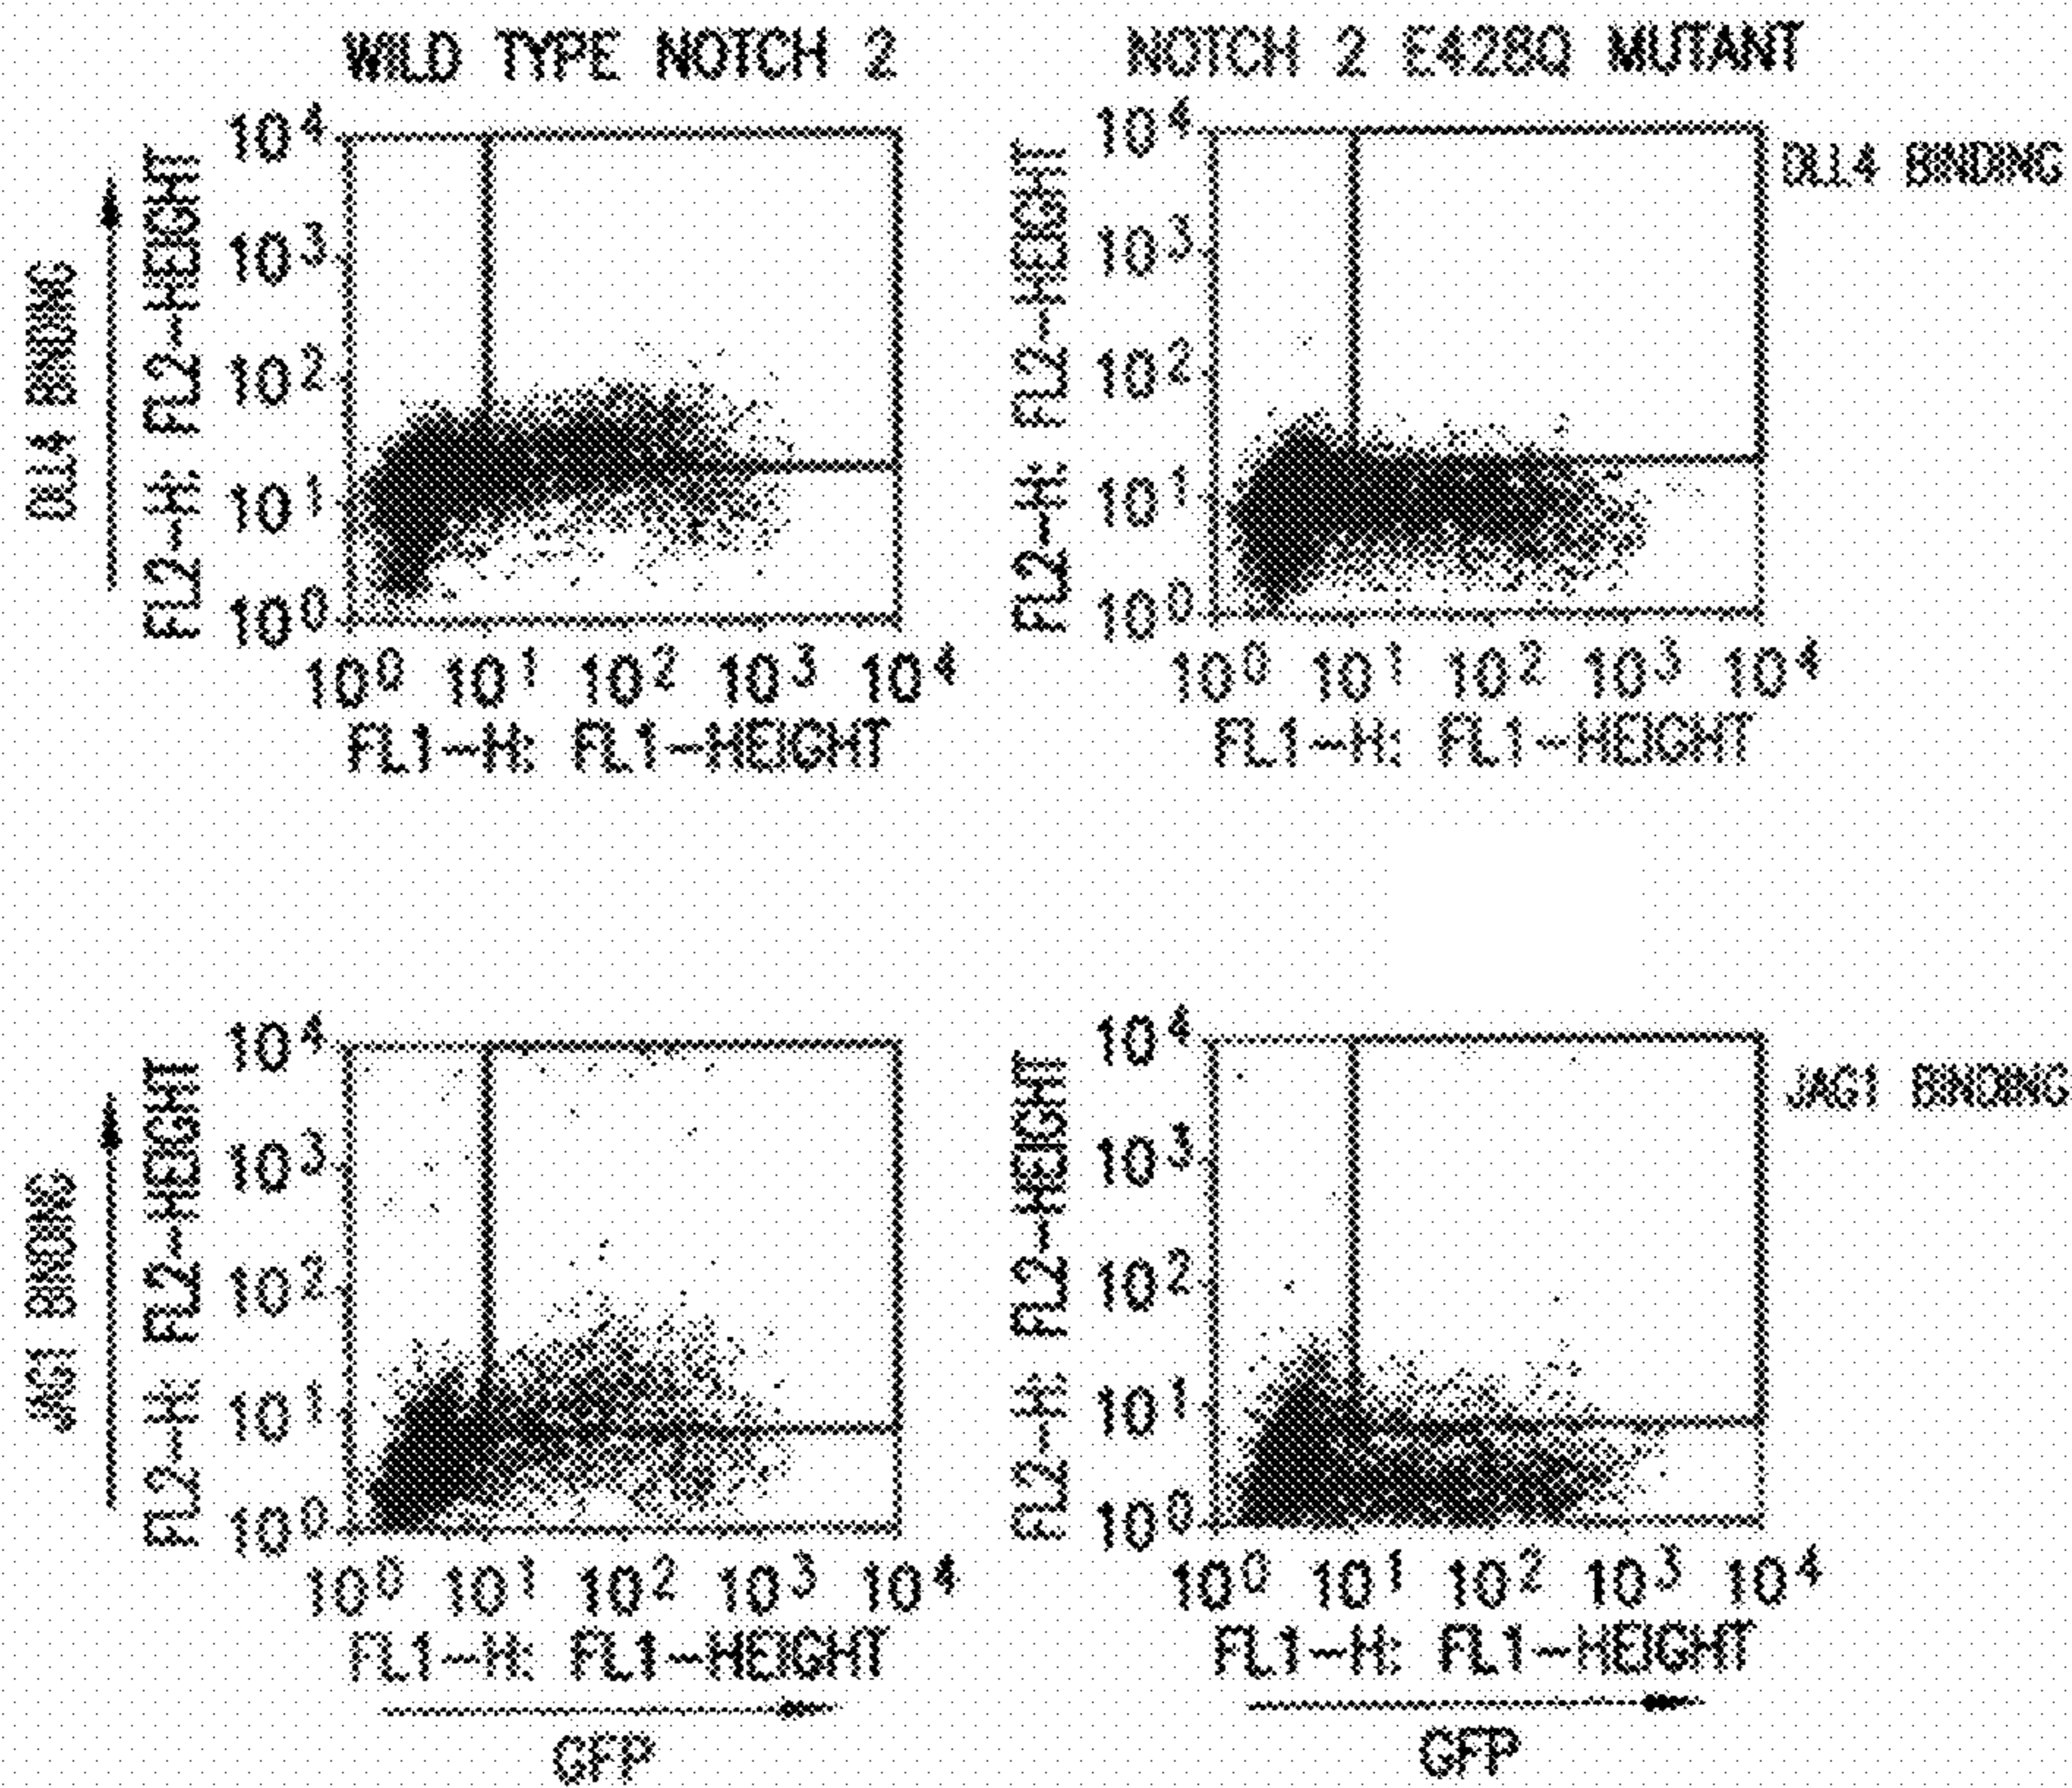 WILD TYPE NOTCH 2
NOTCH 2 E428Q MUTANT
DLL4 BINDING
FL2-H: FL2-HEIGHT
10^4
10^3
10^2
10^1
10^0
10^0 10^1 10^2 10^3 10^4
FL1-H: FL1-HEIGHT
FL2-H: FL2-HEIGHT
10^4
10^3
10^2
10^1
10^0
10^0 10^1 10^2 10^3 10^4
FL1-H: FL1-HEIGHT
DLL4 BINDING
JAG1 BINDING
FL2-H: FL2-HEIGHT
10^4
10^3
10^2
10^1
10^0
10^0 10^1 10^2 10^3 10^4
FL1-H: FL1-HEIGHT
GFP
FL2-H: FL2-HEIGHT
10^4
10^3
10^2
10^1
10^0
10^0 10^1 10^2 10^3 10^4
FL1-H: FL1-HEIGHT
GFP
JAG1 BINDING